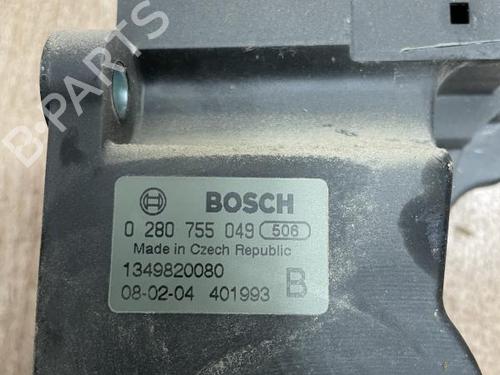 B-PARTS
BOSCH
0 280 755 049 506
Made in Czech Republic
1349820080
08-02-04 401993 B